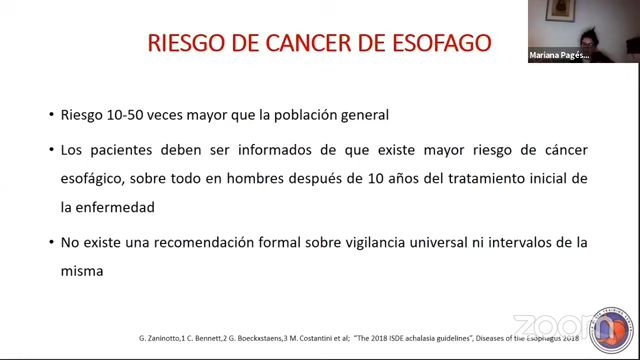 RIESGO DE CANCER DE ESOFAGO
Mariana Pagés...
• Riesgo 10-50 veces mayor que la población general
• Los pacientes deben ser informados de que existe mayor riesgo de cáncer
esofágico, sobre todo en hombres después de 10 años del tratamiento inicial de
la enfermedad
• No existe una recomendación formal sobre vigilancia universal ni intervalos de la
misma
G. Zaninotto,1 C. Bennett,2 G. Boeckxstaens,3 M. Costantini et al; "The 2018 ISDE achalasia guidelines", Diseases of the Esophagus 2018
zoom